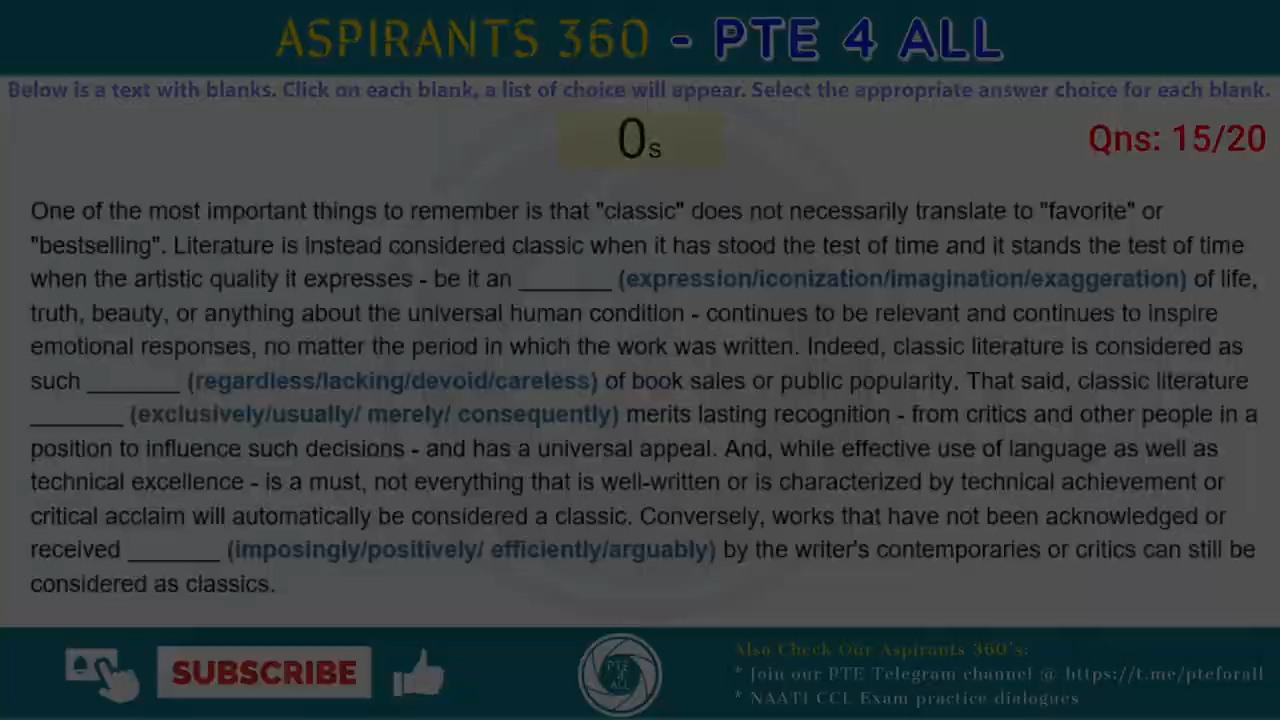 ASPIRANTS 360 - PTE 4 ALL
Below is a text with blanks. Click on each blank, a list of choice will appear. Select the appropriate answer choice for each blank.
0s
Qns: 15/20
One of the most important things to remember is that "classic" does not necessarily translate to "favorite" or
"bestselling". Literature is instead considered classic when it has stood the test of time and it stands the test of time
when the artistic quality it expresses - be it an _______ (expression/iconization/imagination/exaggeration) of life,
truth, beauty, or anything about the universal human condition - continues to be relevant and continues to inspire
emotional responses, no matter the period in which the work was written. Indeed, classic literature is considered as
such _______ (regardless/lacking/devoid/careless) of book sales or public popularity. That said, classic literature
_______ (exclusively/usually/ merely/ consequently) merits lasting recognition - from critics and other people in a
position to influence such decisions - and has a universal appeal. And, while effective use of language as well as
technical excellence - is a must, not everything that is well-written or is characterized by technical achievement or
critical acclaim will automatically be considered a classic. Conversely, works that have not been acknowledged or
received _______ (imposingly/positively/ efficiently/arguably) by the writer's contemporaries or critics can still be
considered as classics.
SUBSCRIBE
PTE
4
ALL
Also Check Our Aspirants 360's:
* Join our PTE Telegram channel @ https://t.me/pteforall
* NAATI CCL Exam practice dialogues